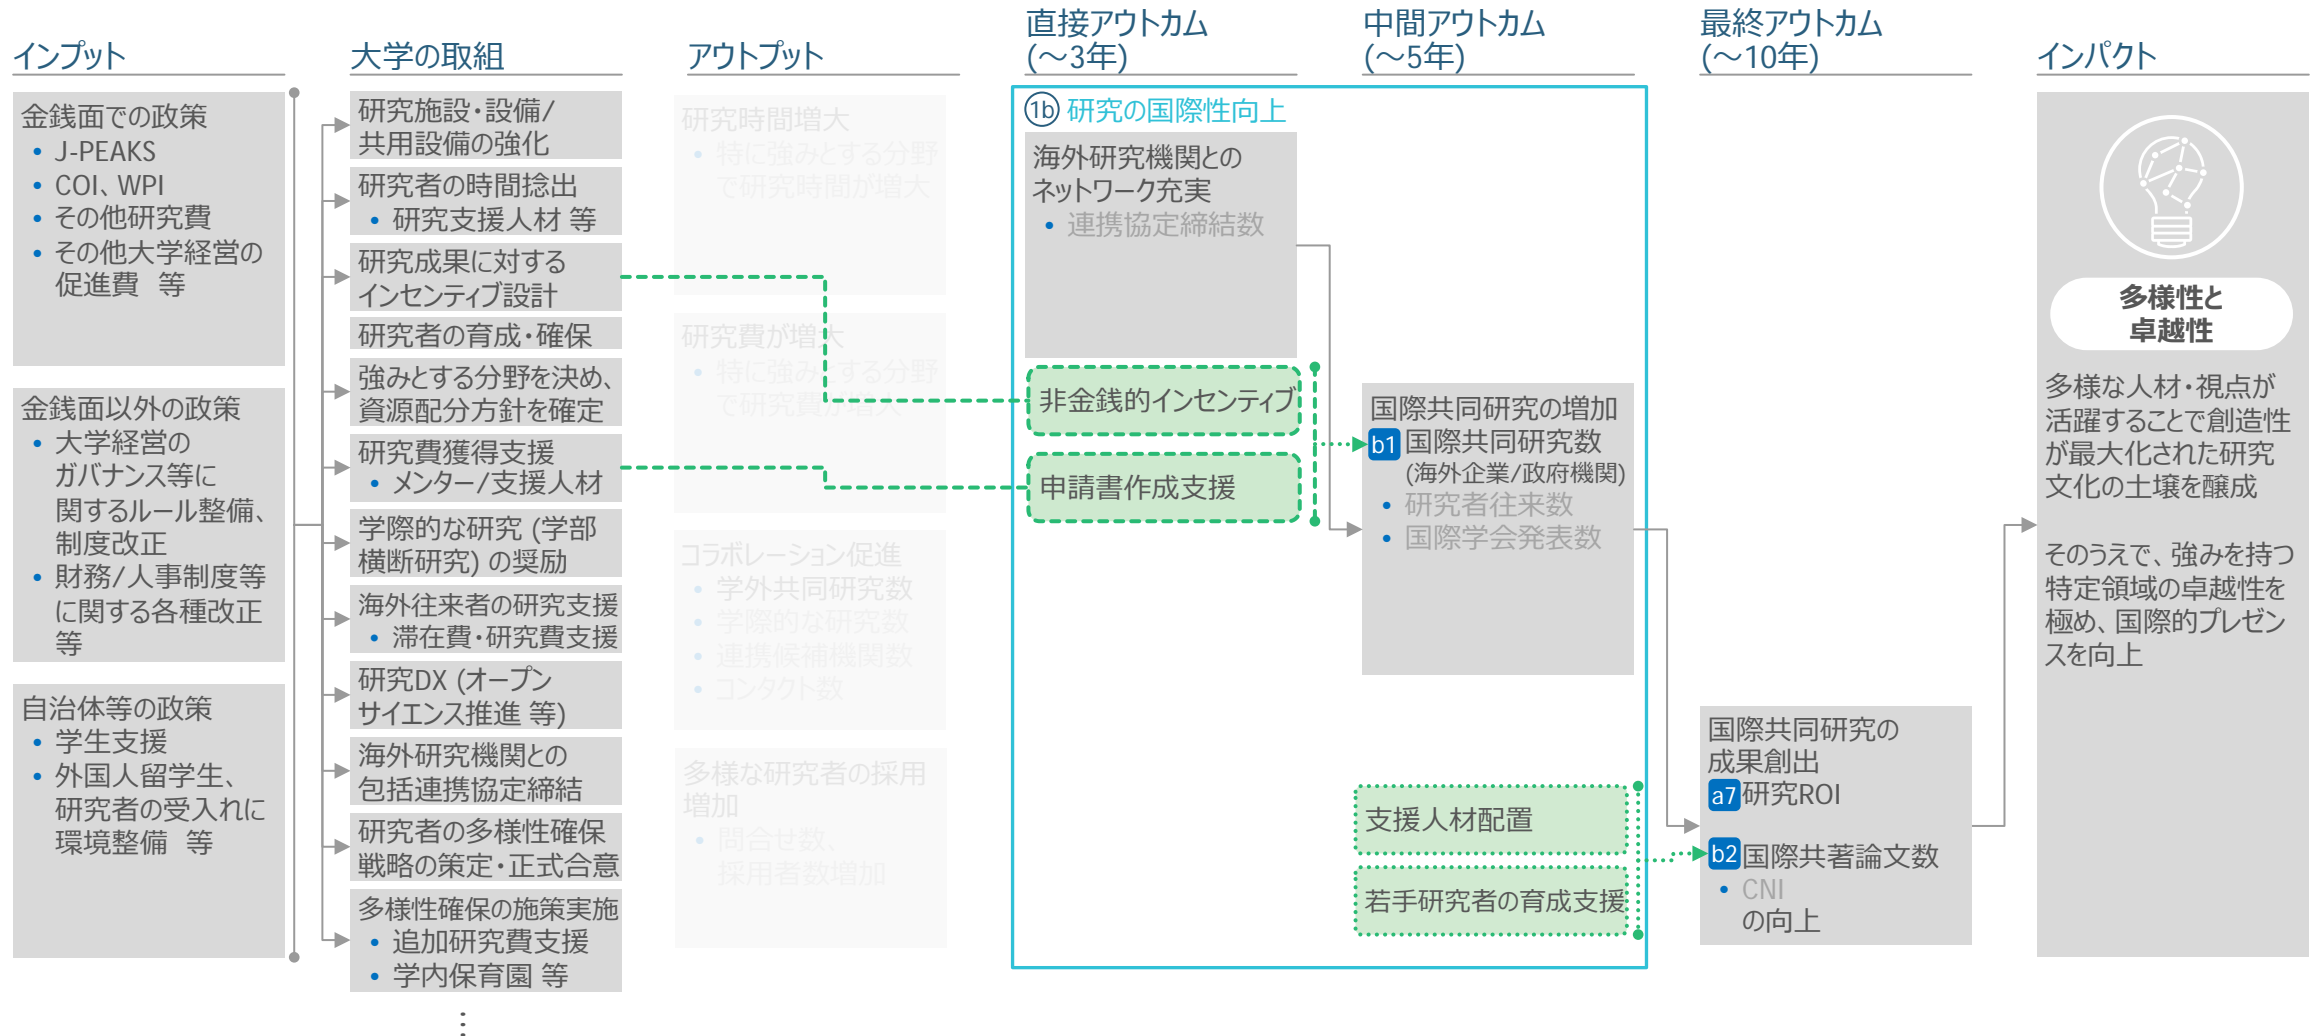 インプット
金銭面での政策
• J-PEAKS
• COI、WPI
• その他研究費
• その他大学経営の
促進費　等
金銭面以外の政策
• 大学経営の
ガバナンス等に
関するルール整備、
制度改正
• 財務/人事制度等
に関する各種改正
等
自治体等の政策
• 学生支援
• 外国人留学生、
研究者の受入れに
環境整備　等
大学の取組
研究施設・設備/
共用設備の強化
研究者の時間捻出
• 研究支援人材 等
研究成果に対する
インセンティブ設計
研究者の育成・確保
強みとする分野を決め、
資源配分方針を確定
研究費獲得支援
• メンター/支援人材
学際的な研究 (学部
横断研究) の奨励
海外往来者の研究支援
• 滞在費・研究費支援
研究DX (オープン
サイエンス推進 等)
海外研究機関との
包括連携協定締結
研究者の多様性確保
戦略の策定・正式合意
多様性確保の施策実施
• 追加研究費支援
• 学内保育園 等
⋮
アウトプット
研究時間増大
• 特に強みとする分野
で研究時間が増大
研究費が増大
• 特に強みとする分野
で研究費が増大
コラボレーション促進
• 学外共同研究数
• 学際的な研究数
• 連携候補機関数
• コンタクト数
多様な研究者の採用
増加
• 問合せ数、
採用者数増加
直接アウトカム
(～3年)
1b 研究の国際性向上
海外研究機関との
ネットワーク充実
• 連携協定締結数
非金銭的インセンティブ
申請書作成支援
中間アウトカム
(～5年)
国際共同研究の増加
b1 国際共同研究数
(海外企業/政府機関)
• 研究者往来数
• 国際学会発表数
支援人材配置
若手研究者の育成支援
最終アウトカム
(～10年)
国際共同研究の
成果創出
a7 研究ROI
b2 国際共著論文数
• CNI
の向上
インパクト
多様性と
卓越性
多様な人材・視点が
活躍することで創造性
が最大化された研究
文化の土壌を醸成
そのうえで、強みを持つ
特定領域の卓越性を
極め、国際的プレゼン
スを向上